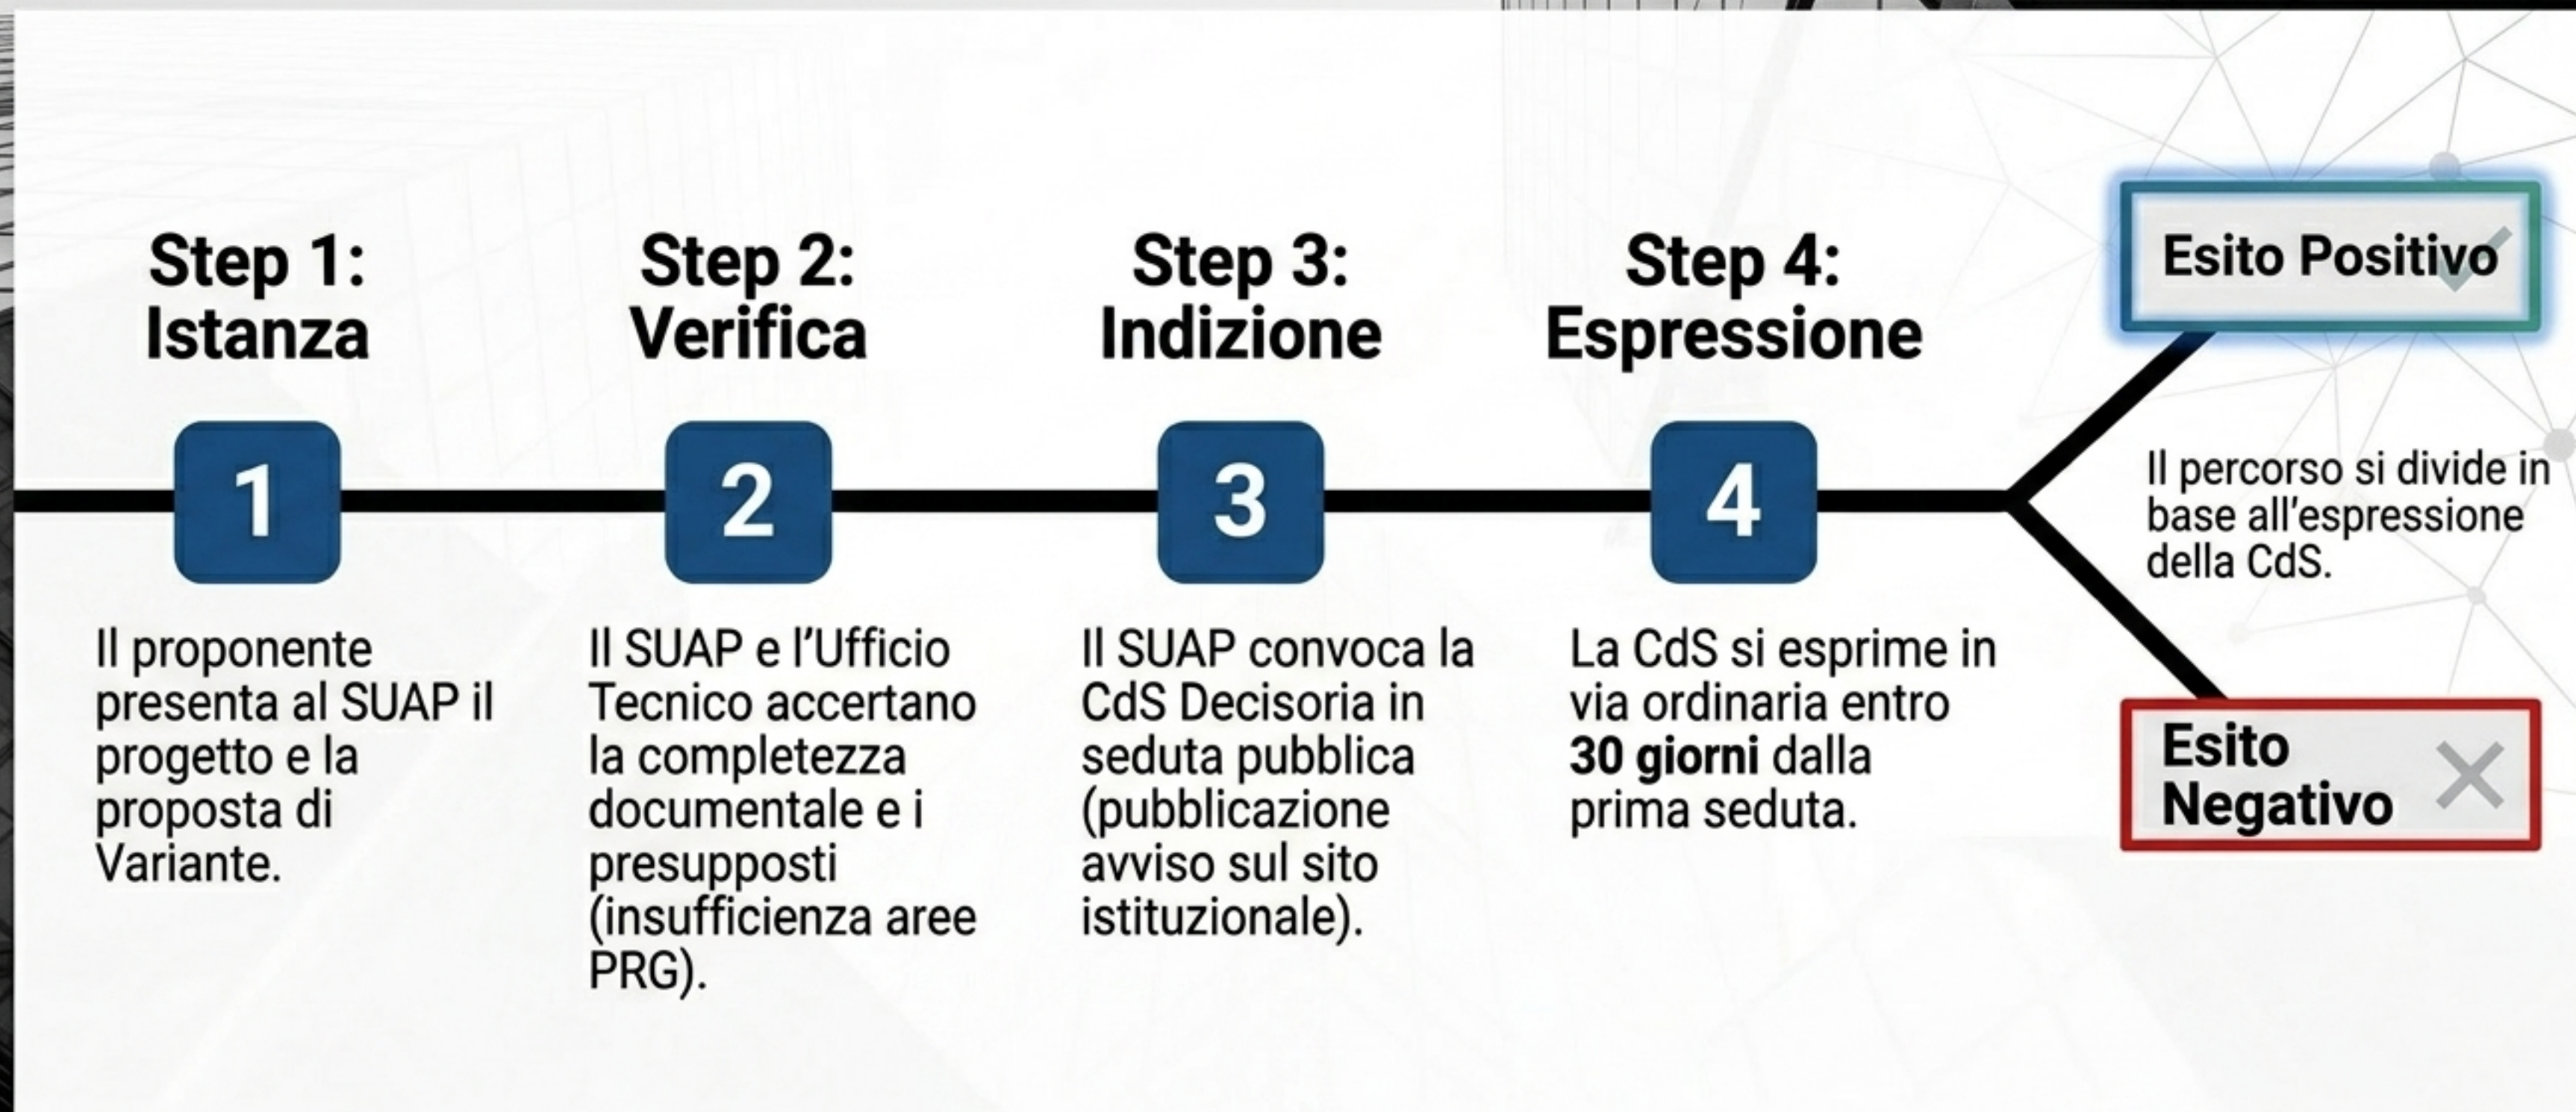 Step 1:
Istanza
1
Il proponente
presenta al SUAP il
progetto e la
proposta di
Variante.
Step 2:
Verifica
2
Il SUAP e l’Ufficio
Tecnico accertano
la completezza
documentale e i
presupposti
(insufficienza aree
PRG).
Step 3:
Indizione
3
Il SUAP convoca la
CdS Decisoria in
seduta pubblica
(pubblicazione
avviso sul sito
istituzionale).
Step 4:
Espressione
4
La CdS si esprime in
via ordinaria entro
30 giorni dalla
prima seduta.
Esito Positivo
Il percorso si divide in
base all’espressione
della CdS.
Esito
Negativo